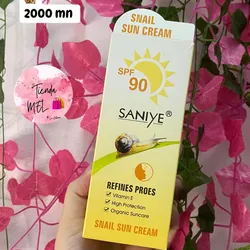 2000 mn
Tienda
MEL
SNAIL
SUN CREAM
SPF
90
SANIYE®
REFINES PROES
Vitamin E
High Protection
Organic Suncare
SNAIL SUN CREAM